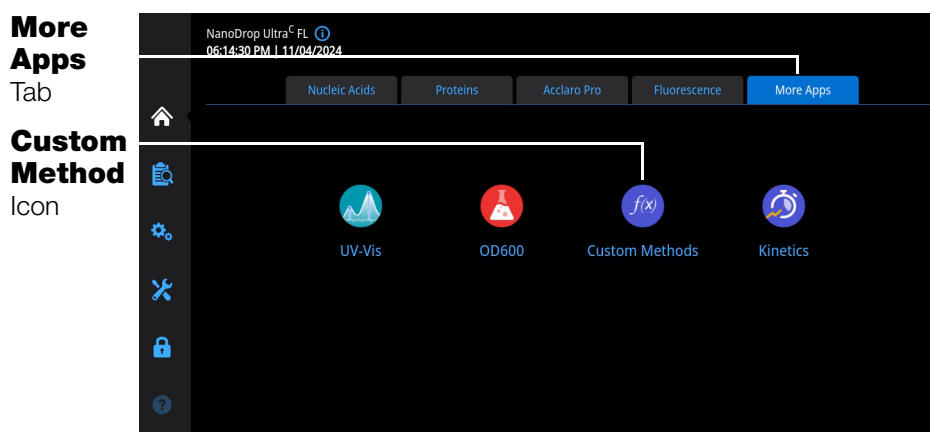 More
Apps
Tab
Custom
Method
Icon
NanoDrop Ultraᶜ FL
06:14:30 PM | 11/04/2024
Nucleic Acids
Proteins
Acclaro Pro
Fluorescence
More Apps
f(x)
UV-Vis
OD600
Custom Methods
Kinetics